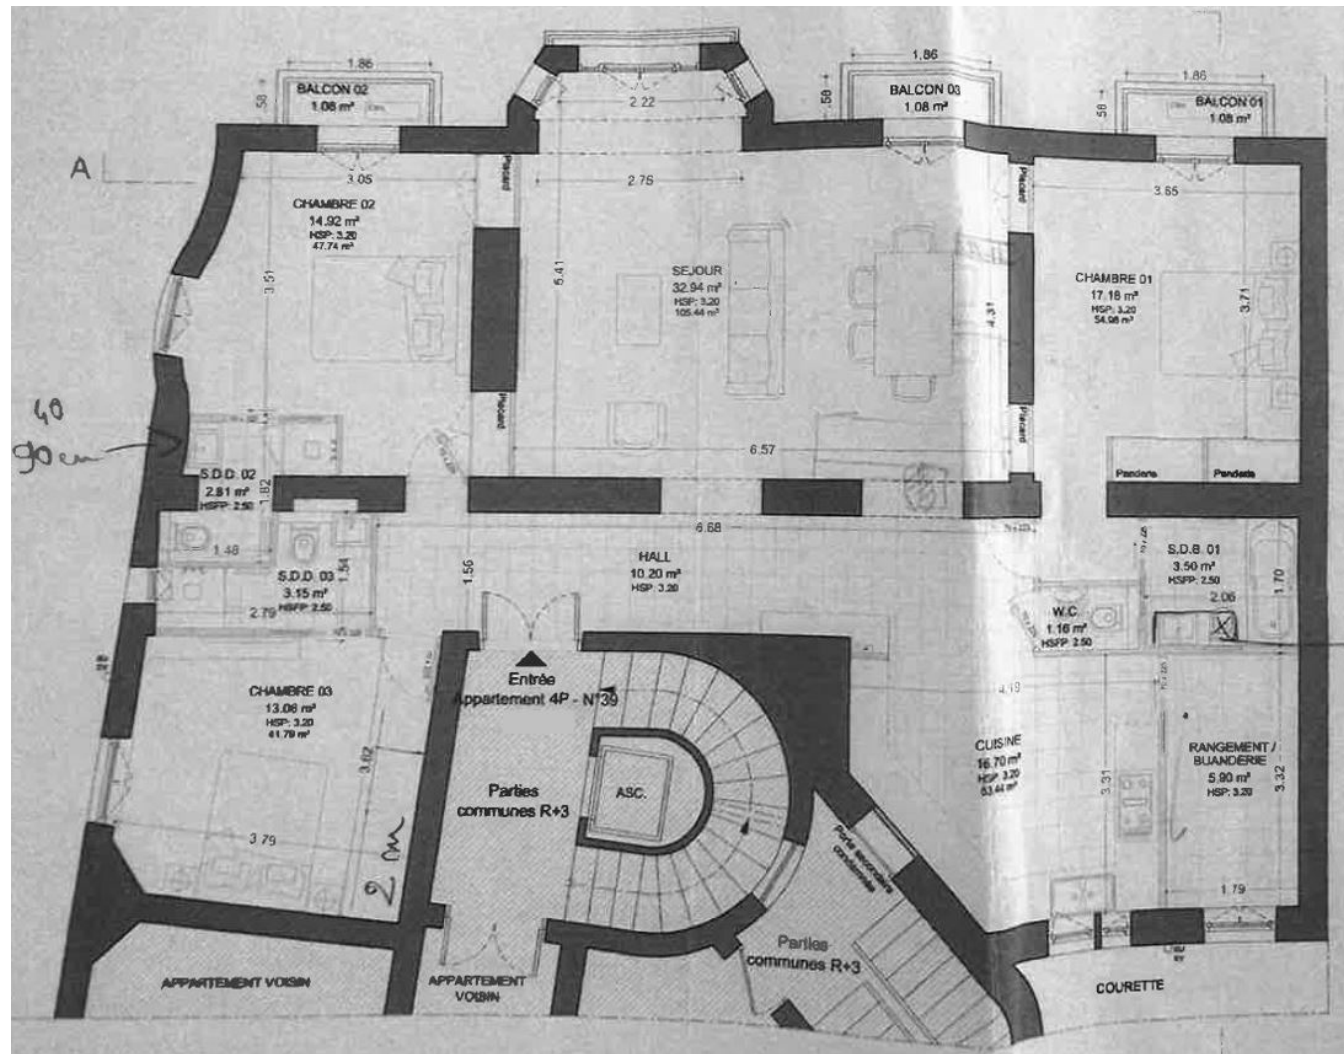 1.86
BALCON 02
1.08 m²
.58
2.22
1.86
BALCON 03
1.08 m²
.58
1.86
BALCON 01
1.08 m²
.58
A
3.05
Placard
2.76
Placard
3.65
CHAMBRE 02
14.92 m²
HSP: 3.20
47.74 m³
3.51
5.41
SEJOUR
32.94 m²
HSP: 3.20
105.44 m³
4.31
CHAMBRE 01
17.18 m²
HSP: 3.20
54.98 m³
3.71
40
90 cm
Placard
Placard
6.57
Penderie
Penderie
S.D.D. 02
2.81 m²
HSFP: 2.50
1.82
6.68
1.48
S.D.D. 03
3.15 m²
HSFP: 2.50
1.54
2.79
1.56
HALL
10.20 m²
HSP: 3.20
S.D.B. 01
3.50 m²
HSFP: 2.50
1.70
2.06
W.C.
1.16 m²
HSFP: 2.50
Entrée
Appartement 4P - N°39
4.49
CHAMBRE 03
13.06 m²
HSP: 3.20
41.79 m³
3.62
CUISINE
16.70 m²
HSP: 3.20
53.44 m³
3.31
RANGEMENT /
BUANDERIE
5.90 m²
HSP: 3.20
3.32
Parties
communes R+3
ASC.
3.79
2 m
Porte secondaire
condamnée
1.79
Parties
communes R+3
APPARTEMENT VOISIN
APPARTEMENT
VOISIN
COURETTE